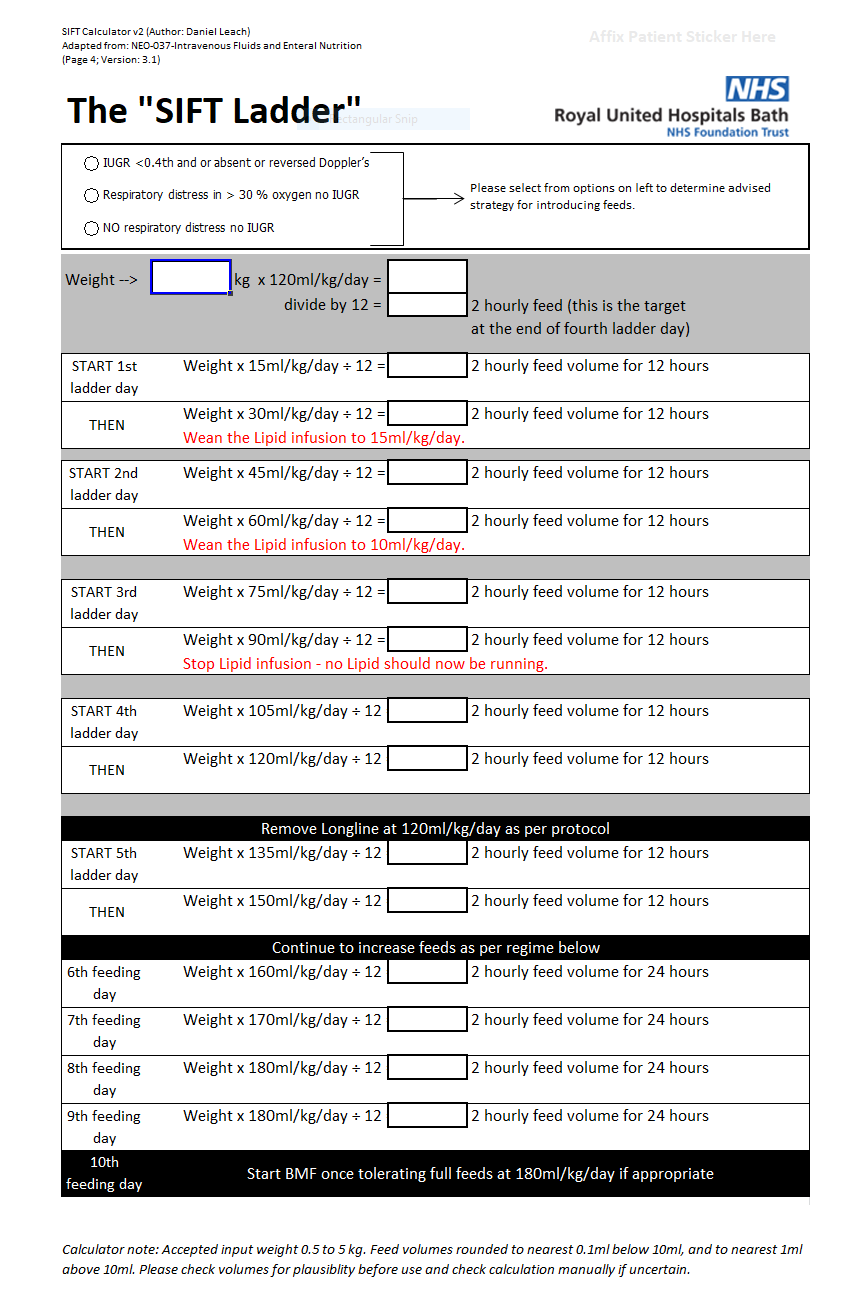 SIFT Calculator v2 (Author: Daniel Leach)
Adapted from: NEO-037-Intravenous Fluids and Enteral Nutrition
(Page 4; Version: 3.1)
Affix Patient Sticker Here
The "SIFT Ladder"
Rectangular Snip
NHS
Royal United Hospitals Bath
NHS Foundation Trust
IUGR <0.4th and or absent or reversed Doppler's
Respiratory distress in > 30 % oxygen no IUGR
NO respiratory distress no IUGR
Please select from options on left to determine advised
strategy for introducing feeds.
Weight --> kg x 120ml/kg/day =
divide by 12 = 2 hourly feed (this is the target
at the end of fourth ladder day)
START 1st Weight x 15ml/kg/day ÷ 12 = 2 hourly feed volume for 12 hours
ladder day
THEN Weight x 30ml/kg/day ÷ 12 = 2 hourly feed volume for 12 hours
Wean the Lipid infusion to 15ml/kg/day.
START 2nd Weight x 45ml/kg/day ÷ 12 = 2 hourly feed volume for 12 hours
ladder day
THEN Weight x 60ml/kg/day ÷ 12 = 2 hourly feed volume for 12 hours
Wean the Lipid infusion to 10ml/kg/day.
START 3rd Weight x 75ml/kg/day ÷ 12 = 2 hourly feed volume for 12 hours
ladder day
THEN Weight x 90ml/kg/day ÷ 12 = 2 hourly feed volume for 12 hours
Stop Lipid infusion - no Lipid should now be running.
START 4th Weight x 105ml/kg/day ÷ 12 2 hourly feed volume for 12 hours
ladder day
THEN Weight x 120ml/kg/day ÷ 12 2 hourly feed volume for 12 hours
Remove Longline at 120ml/kg/day as per protocol
START 5th Weight x 135ml/kg/day ÷ 12 2 hourly feed volume for 12 hours
ladder day
THEN Weight x 150ml/kg/day ÷ 12 2 hourly feed volume for 12 hours
Continue to increase feeds as per regime below
6th feeding Weight x 160ml/kg/day ÷ 12 2 hourly feed volume for 24 hours
day
7th feeding Weight x 170ml/kg/day ÷ 12 2 hourly feed volume for 24 hours
day
8th feeding Weight x 180ml/kg/day ÷ 12 2 hourly feed volume for 24 hours
day
9th feeding Weight x 180ml/kg/day ÷ 12 2 hourly feed volume for 24 hours
day
10th
feeding day Start BMF once tolerating full feeds at 180ml/kg/day if appropriate
Calculator note: Accepted input weight 0.5 to 5 kg. Feed volumes rounded to nearest 0.1ml below 10ml, and to nearest 1ml
above 10ml. Please check volumes for plausiblity before use and check calculation manually if uncertain.